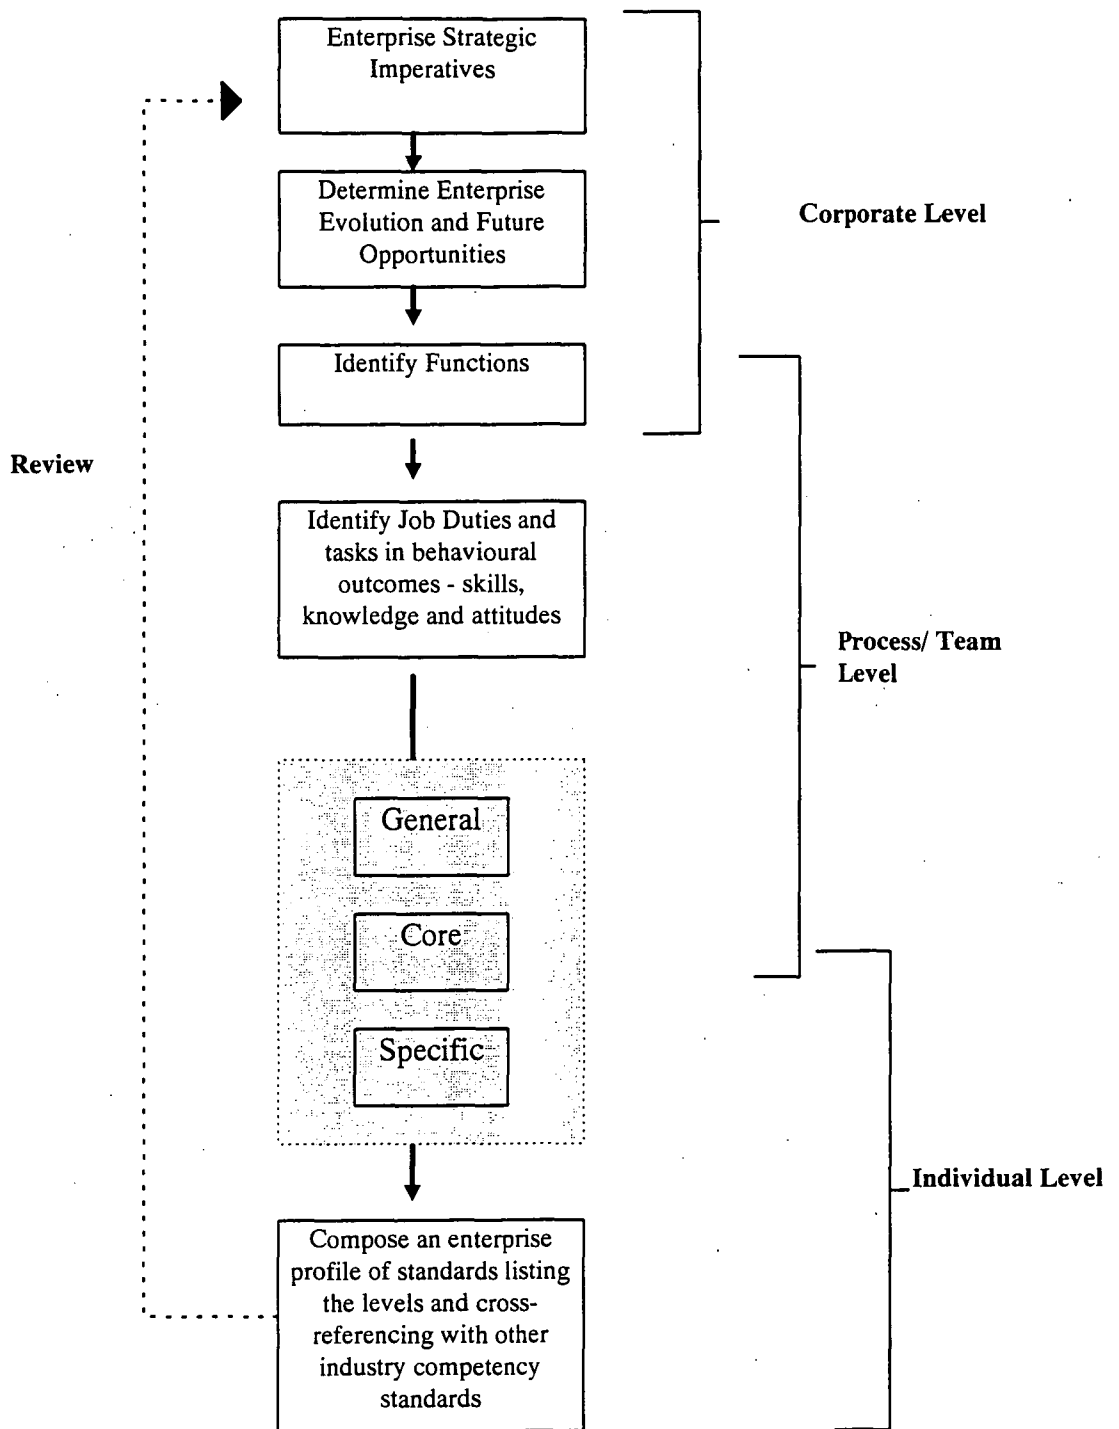 Enterprise Strategic
Imperatives
Determine Enterprise
Evolution and Future
Opportunities
Corporate Level
Identify Functions
Review
Identify Job Duties and
tasks in behavioural
outcomes - skills,
knowledge and attitudes
Process/ Team
Level
General
Core
Specific
Individual Level
Compose an enterprise
profile of standards listing
the levels and cross-
referencing with other
industry competency
standards